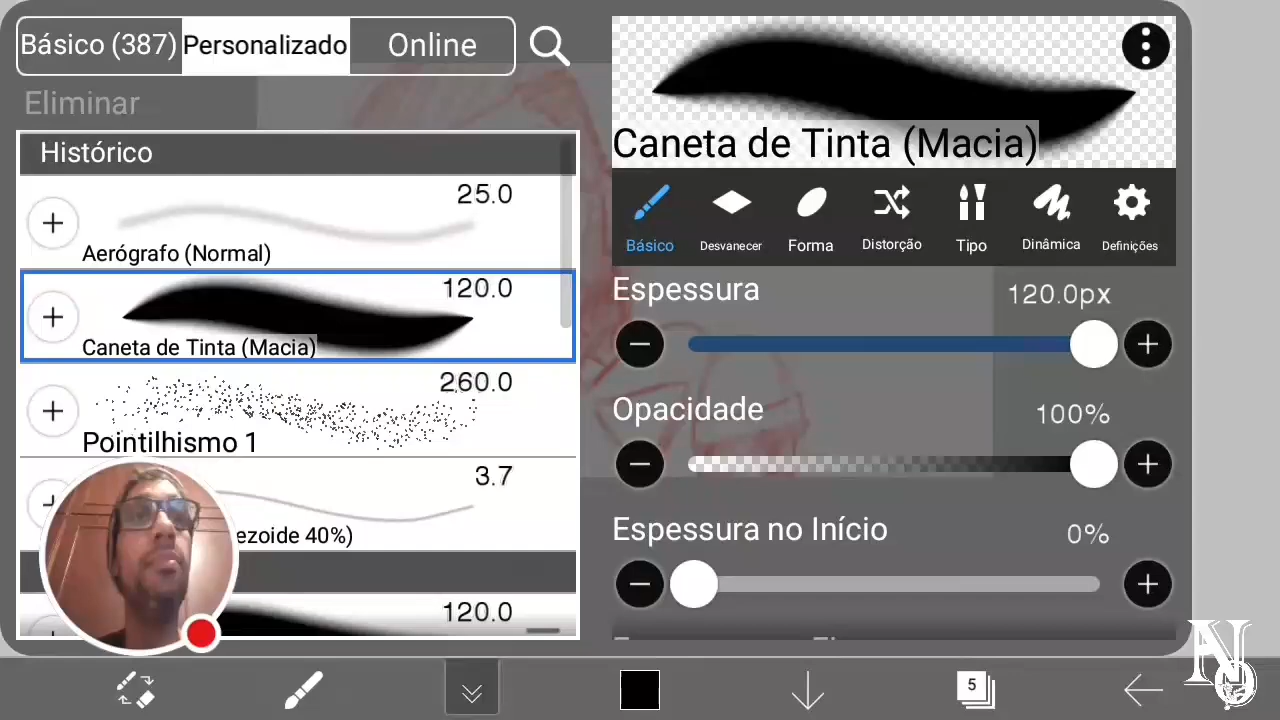 Básico (387) Personalizado Online
Eliminar
Histórico
25.0
Aerógrafo (Normal)
120.0
Caneta de Tinta (Macia)
260.0
Pointilhismo 1
3.7
ezoide 40%)
120.0
Caneta de Tinta (Macia)
Básico Desvanecer Forma Distorção Tipo Dinâmica Definições
Espessura 120.0px
Opacidade 100%
Espessura no Início 0%
5